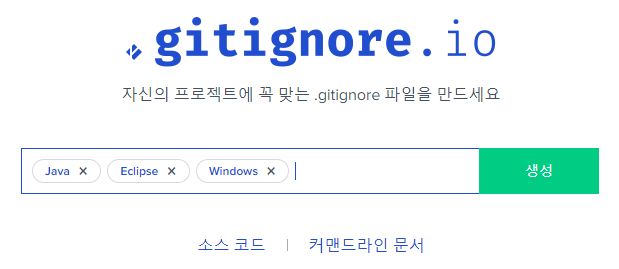 .gitignore.io
자신의 프로젝트에 꼭 맞는 .gitignore 파일을 만드세요
Java × Eclipse × Windows × 생성
소스 코드 | 커맨드라인 문서